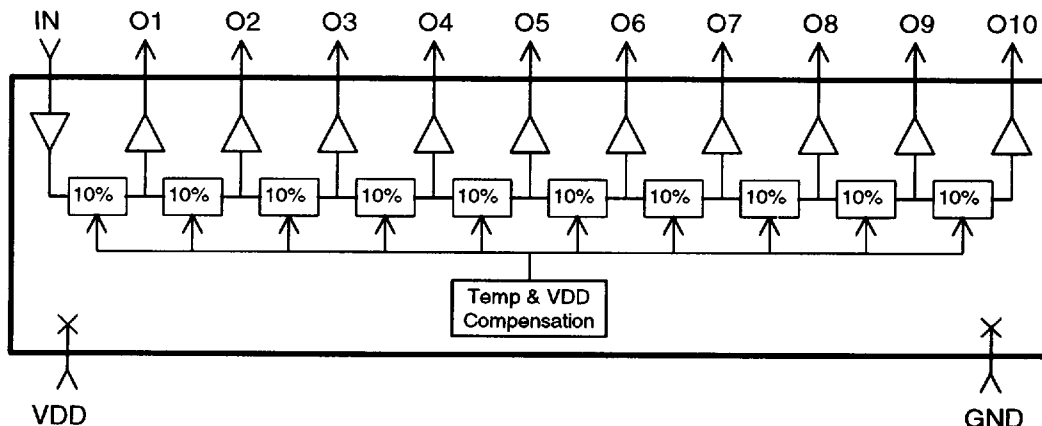 IN O1 O2 O3 O4 O5 O6 O7 O8 O9 O10
10% 10% 10% 10% 10% 10% 10% 10% 10% 10%
Temp & VDD
Compensation
VDD GND